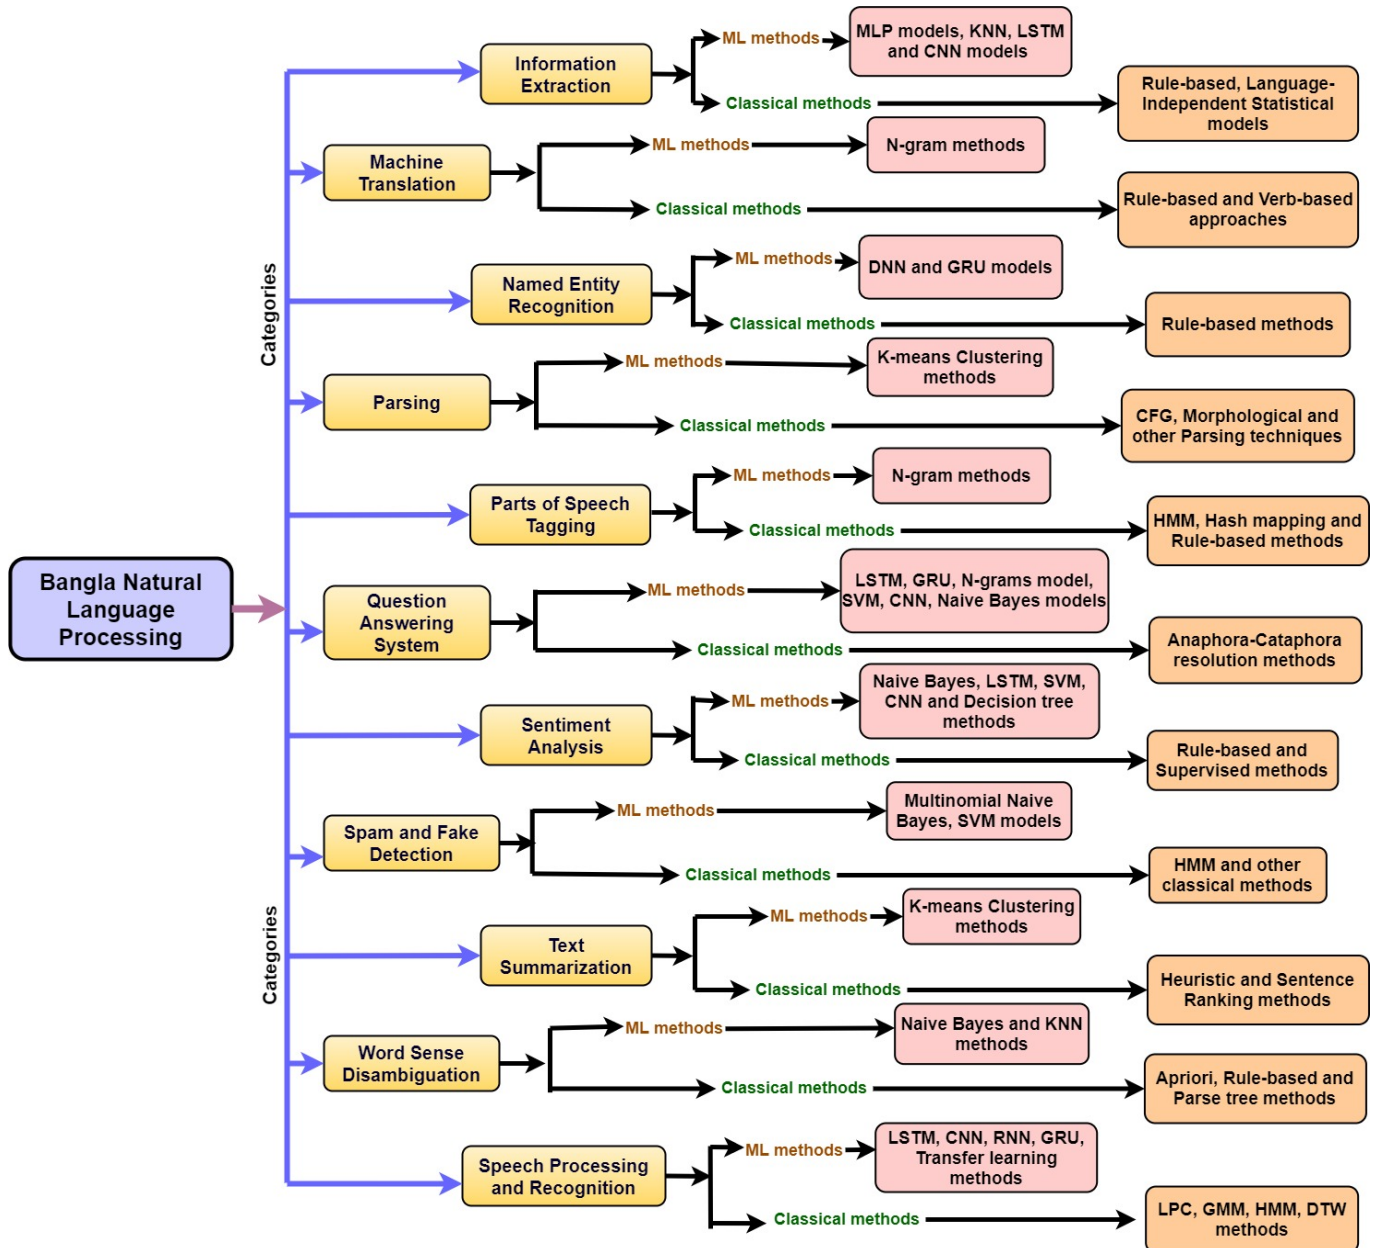 Bangla Natural
Language
Processing
Categories
Categories
Information
Extraction
ML methods
MLP models, KNN, LSTM
and CNN models
Classical methods
Rule-based, Language-
Independent Statistical
models
Machine
Translation
ML methods
N-gram methods
Classical methods
Rule-based and Verb-based
approaches
Named Entity
Recognition
ML methods
DNN and GRU models
Classical methods
Rule-based methods
Parsing
ML methods
K-means Clustering
methods
Classical methods
CFG, Morphological and
other Parsing techniques
Parts of Speech
Tagging
ML methods
N-gram methods
Classical methods
HMM, Hash mapping and
Rule-based methods
Question
Answering
System
ML methods
LSTM, GRU, N-grams model,
SVM, CNN, Naive Bayes models
Classical methods
Anaphora-Cataphora
resolution methods
Sentiment
Analysis
ML methods
Naive Bayes, LSTM, SVM,
CNN and Decision tree
methods
Classical methods
Rule-based and
Supervised methods
Spam and Fake
Detection
ML methods
Multinomial Naive
Bayes, SVM models
Classical methods
HMM and other
classical methods
Text
Summarization
ML methods
K-means Clustering
methods
Classical methods
Heuristic and Sentence
Ranking methods
Word Sense
Disambiguation
ML methods
Naive Bayes and KNN
methods
Classical methods
Apriori, Rule-based and
Parse tree methods
Speech Processing
and Recognition
ML methods
LSTM, CNN, RNN, GRU,
Transfer learning
methods
Classical methods
LPC, GMM, HMM, DTW
methods